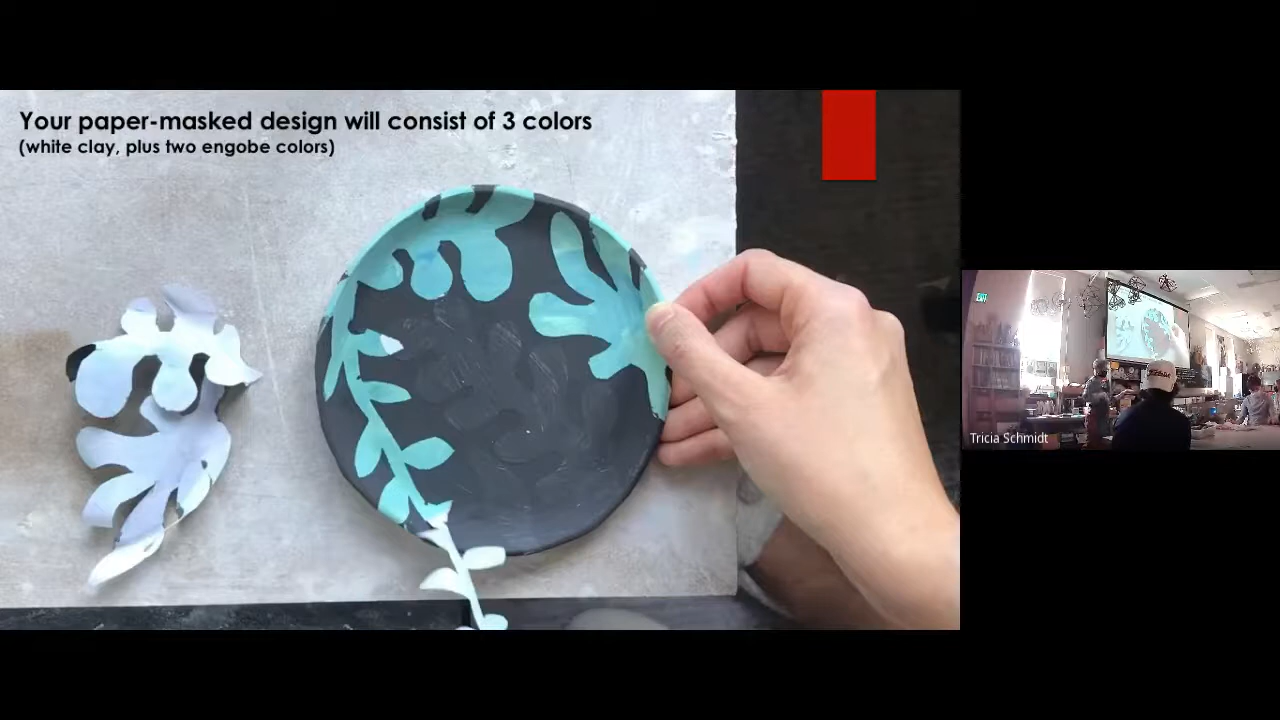 Your paper-masked design will consist of 3 colors
(white clay, plus two engobe colors)
Tricia Schmidt